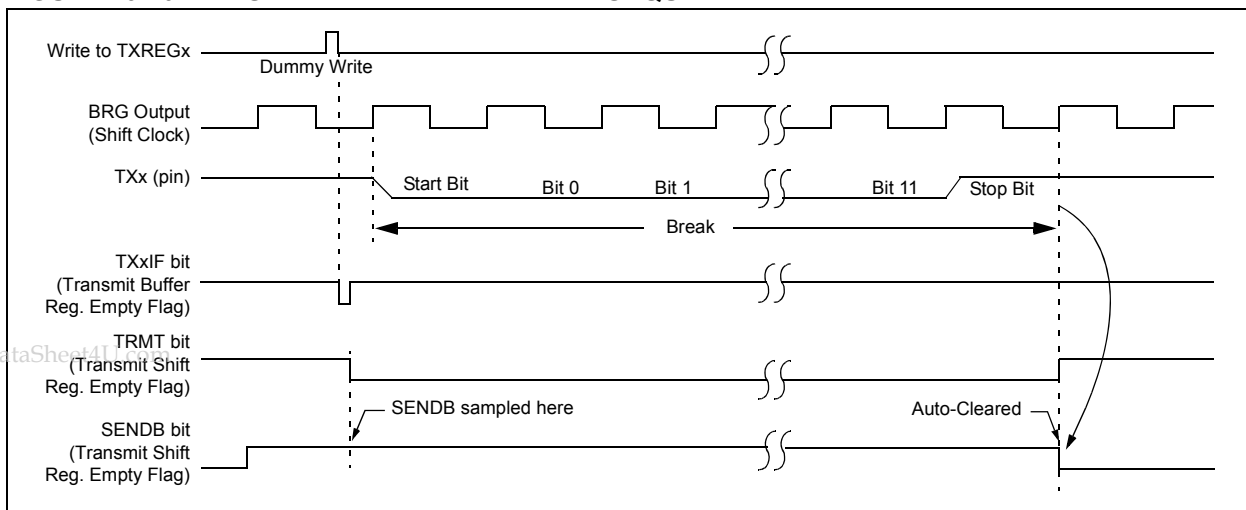 Write to TXREGx
Dummy Write
BRG Output
(Shift Clock)
TXx (pin)
Start Bit
Bit 0
Bit 1
Bit 11
Stop Bit
Break
TXxIF bit
(Transmit Buffer
Reg. Empty Flag)
TRMT bit
(Transmit Shift
Reg. Empty Flag)
SENDB sampled here
Auto-Cleared
SENDB bit
(Transmit Shift
Reg. Empty Flag)
ataSheet4U.com